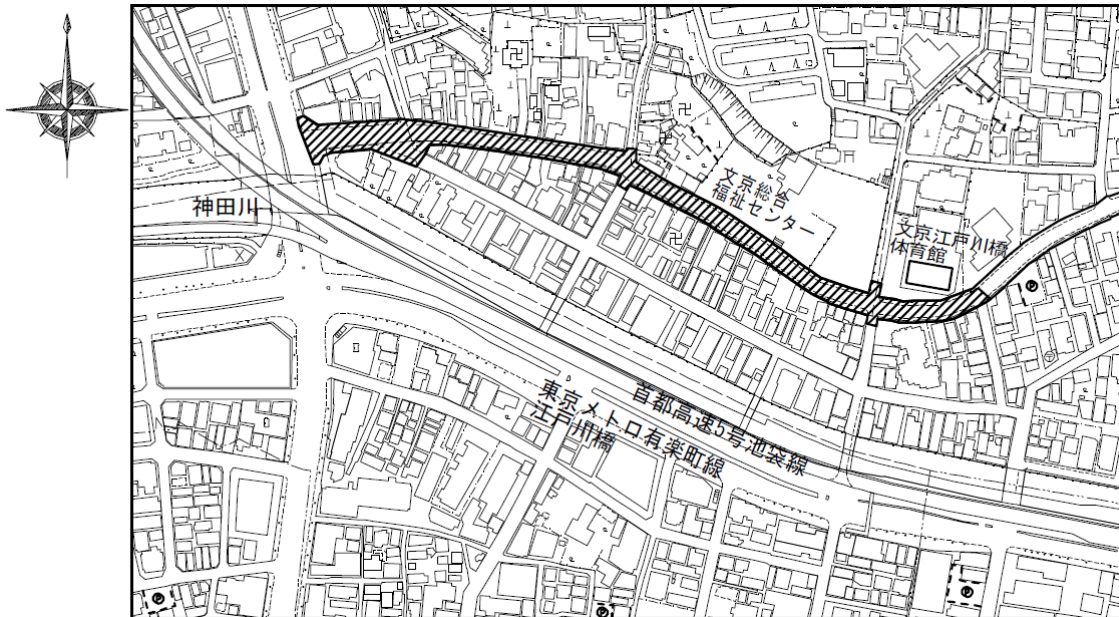 神田川
文京総合
福祉センター
文京江戸川橋
体育館
首都高速5号池袋線
東京メトロ有楽町線
江戸川橋
Ⓟ
Ⓟ
Ⓟ
Ⓟ